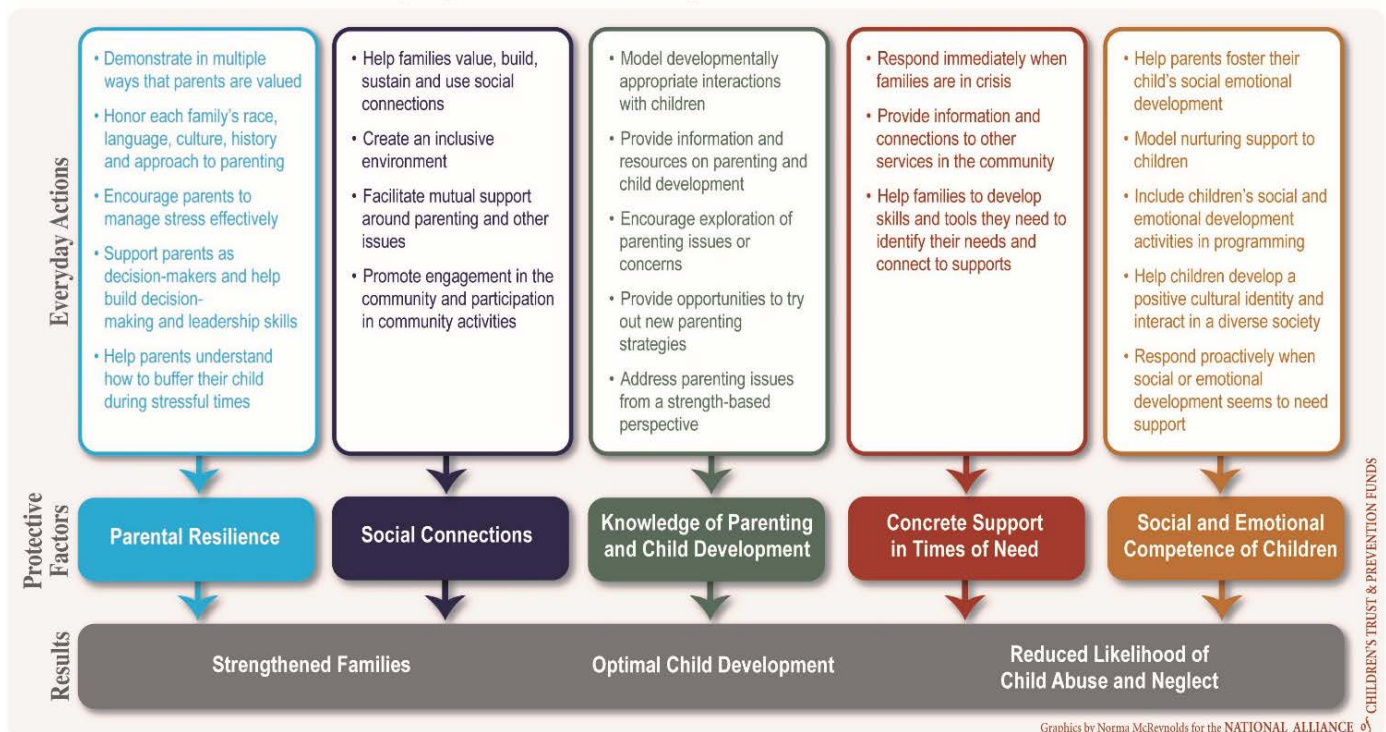 Everyday Actions
• Demonstrate in multiple
ways that parents are valued
• Honor each family's race,
language, culture, history
and approach to parenting
• Encourage parents to
manage stress effectively
• Support parents as
decision-makers and help
build decision-
making and leadership skills
• Help parents understand
how to buffer their child
during stressful times
• Help families value, build,
sustain and use social
connections
• Create an inclusive
environment
• Facilitate mutual support
around parenting and other
issues
• Promote engagement in the
community and participation
in community activities
• Model developmentally
appropriate interactions
with children
• Provide information and
resources on parenting and
child development
• Encourage exploration of
parenting issues or
concerns
• Provide opportunities to try
out new parenting
strategies
• Address parenting issues
from a strength-based
perspective
• Respond immediately when
families are in crisis
• Provide information and
connections to other
services in the community
• Help families to develop
skills and tools they need to
identify their needs and
connect to supports
• Help parents foster their
child's social emotional
development
• Model nurturing support to
children
• Include children's social and
emotional development
activities in programming
• Help children develop a
positive cultural identity and
interact in a diverse society
• Respond proactively when
social or emotional
development seems to need
support
Protective
Factors
Parental Resilience
Social Connections
Knowledge of Parenting
and Child Development
Concrete Support
in Times of Need
Social and Emotional
Competence of Children
Results
Strengthened Families
Optimal Child Development
Reduced Likelihood of
Child Abuse and Neglect
Graphics by Norma McReynolds for the NATIONAL ALLIANCE of
CHILDREN'S TRUST & PREVENTION FUNDS